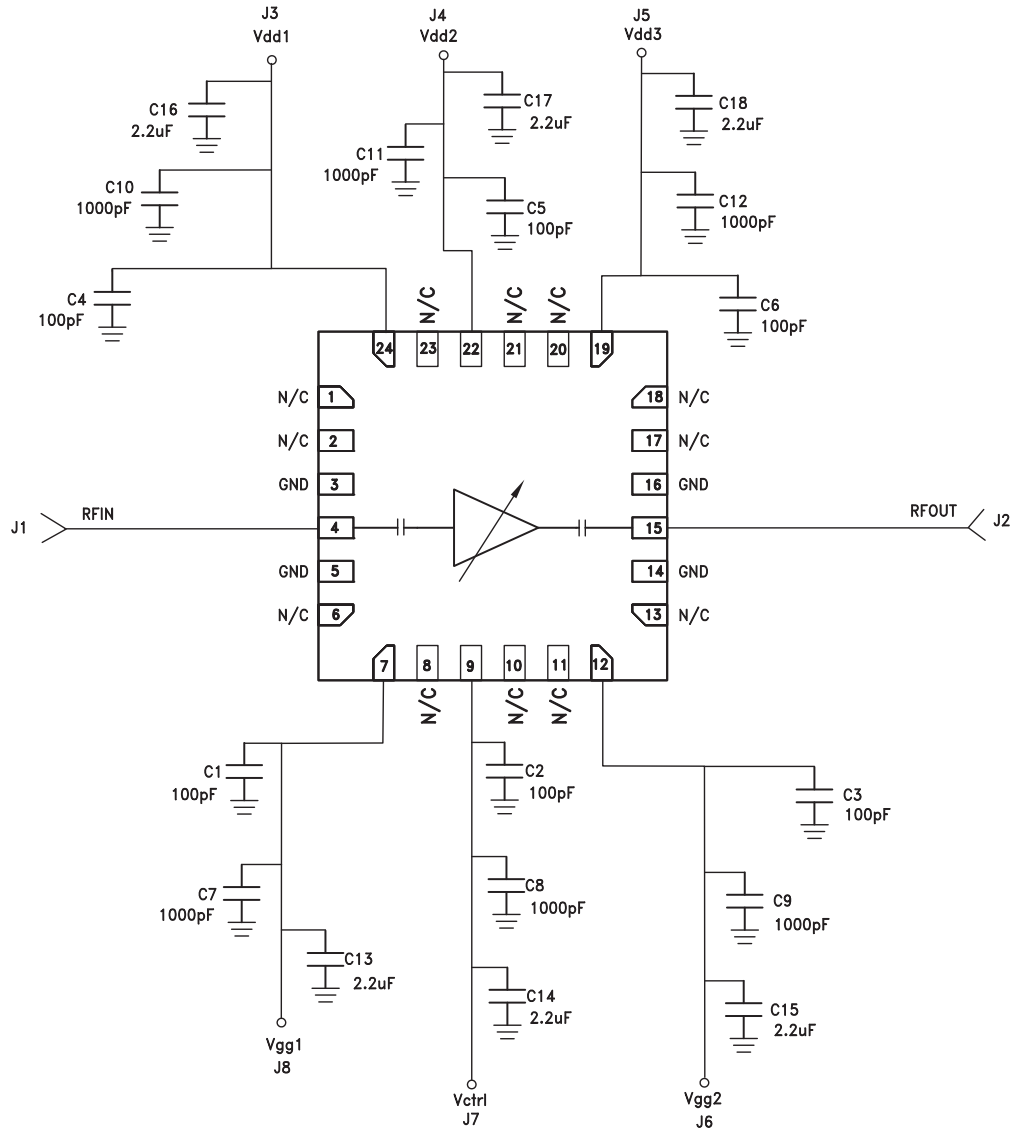 J3
Vdd1
J4
Vdd2
J5
Vdd3
C16
2.2uF
C17
2.2uF
C18
2.2uF
C11
1000pF
C10
1000pF
C5
100pF
C12
1000pF
C4
100pF
C6
100pF
N/C
N/C
N/C
24
23
22
21
20
19
N/C
1
18
N/C
N/C
2
17
N/C
GND
3
16
GND
J1
RFIN
4
15
RFOUT
J2
GND
5
14
GND
N/C
6
13
N/C
7
8
9
10
11
12
N/C
N/C
N/C
C1
100pF
C2
100pF
C3
100pF
C7
1000pF
C8
1000pF
C9
1000pF
C13
2.2uF
C14
2.2uF
C15
2.2uF
Vgg1
J8
Vctrl
J7
Vgg2
J6